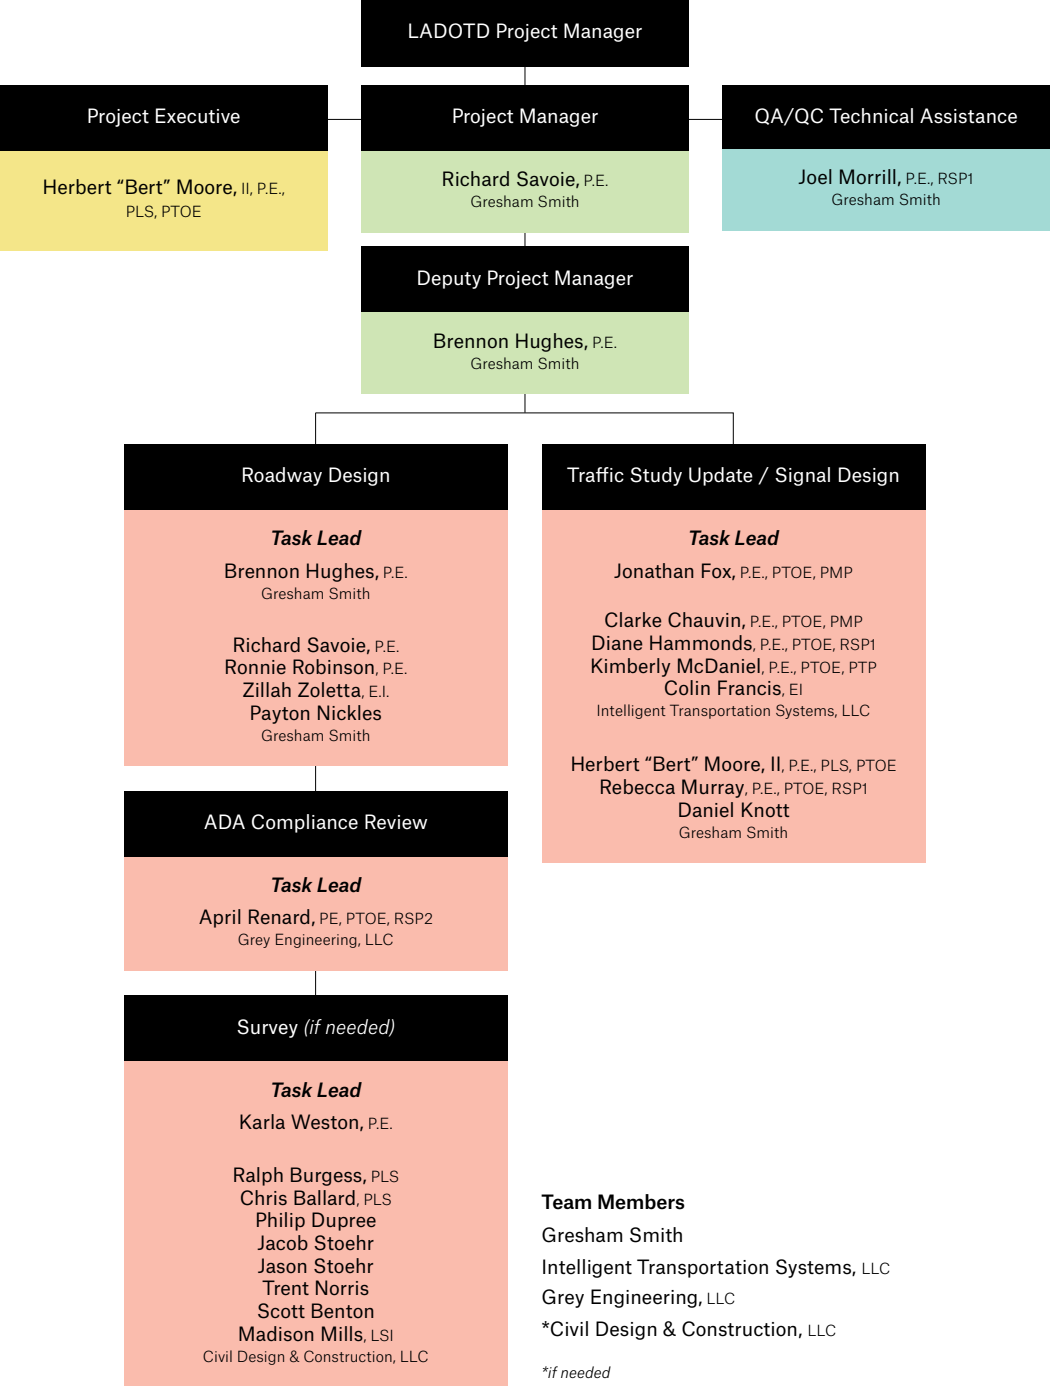 LADOTD Project Manager
Project Executive
Herbert “Bert” Moore, II, P.E.,
PLS, PTOE
Project Manager
Richard Savoie, P.E.
Gresham Smith
QA/QC Technical Assistance
Joel Morrill, P.E., RSP1
Gresham Smith
Deputy Project Manager
Brennon Hughes, P.E.
Gresham Smith
Roadway Design
Task Lead
Brennon Hughes, P.E.
Gresham Smith
Richard Savoie, P.E.
Ronnie Robinson, P.E.
Zillah Zoletta, E.I.
Payton Nickles
Gresham Smith
Traffic Study Update / Signal Design
Task Lead
Jonathan Fox, P.E., PTOE, PMP
Clarke Chauvin, P.E., PTOE, PMP
Diane Hammonds, P.E., PTOE, RSP1
Kimberly McDaniel, P.E., PTOE, PTP
Colin Francis, EI
Intelligent Transportation Systems, LLC
Herbert “Bert” Moore, II, P.E., PLS, PTOE
Rebecca Murray, P.E., PTOE, RSP1
Daniel Knott
Gresham Smith
ADA Compliance Review
Task Lead
April Renard, PE, PTOE, RSP2
Grey Engineering, LLC
Survey (if needed)
Task Lead
Karla Weston, P.E.
Ralph Burgess, PLS
Chris Ballard, PLS
Philip Dupree
Jacob Stoehr
Jason Stoehr
Trent Norris
Scott Benton
Madison Mills, LSI
Civil Design & Construction, LLC
Team Members
Gresham Smith
Intelligent Transportation Systems, LLC
Grey Engineering, LLC
*Civil Design & Construction, LLC
*if needed